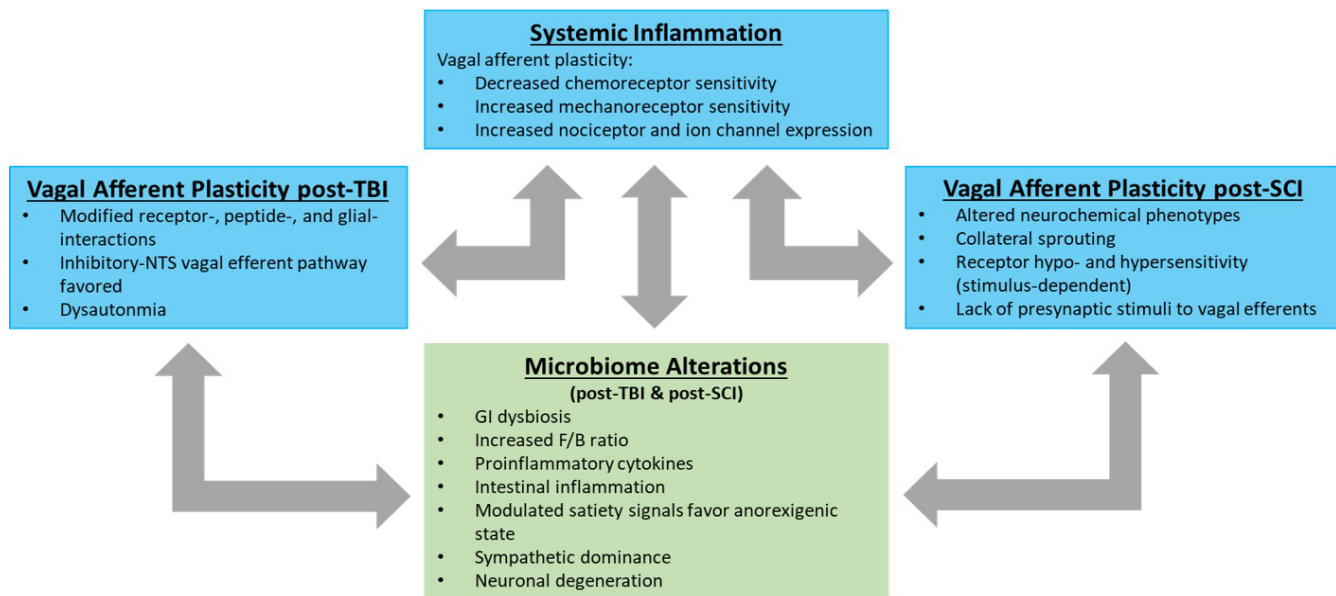 Systemic Inflammation
Vagal afferent plasticity:
• Decreased chemoreceptor sensitivity
• Increased mechanoreceptor sensitivity
• Increased nociceptor and ion channel expression
Vagal Afferent Plasticity post-TBI
• Modified receptor-, peptide-, and glial-
interactions
• Inhibitory-NTS vagal efferent pathway
favored
• Dysautonmia
Vagal Afferent Plasticity post-SCI
• Altered neurochemical phenotypes
• Collateral sprouting
• Receptor hypo- and hypersensitivity
(stimulus-dependent)
• Lack of presynaptic stimuli to vagal efferents
Microbiome Alterations
(post-TBI & post-SCI)
• GI dysbiosis
• Increased F/B ratio
• Proinflammatory cytokines
• Intestinal inflammation
• Modulated satiety signals favor anorexigenic
state
• Sympathetic dominance
• Neuronal degeneration